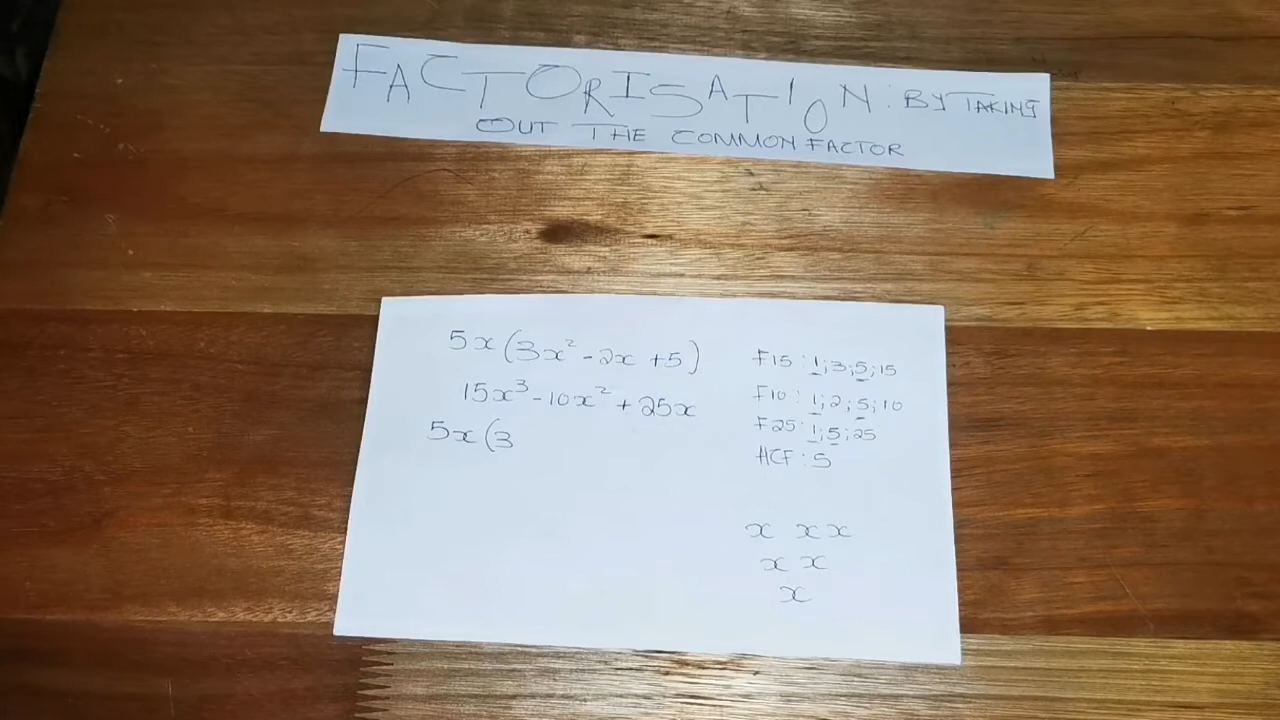 FACTORISATION: BY TAKING
OUT THE COMMON FACTOR
5x(3x² - 2x + 5)
15x³ - 10x² + 25x
5x(3
F15 : 1;3;5;15
F10 : 1;2;5;10
F25 : 1;5;25
HCF : 5
x x x
x x
x